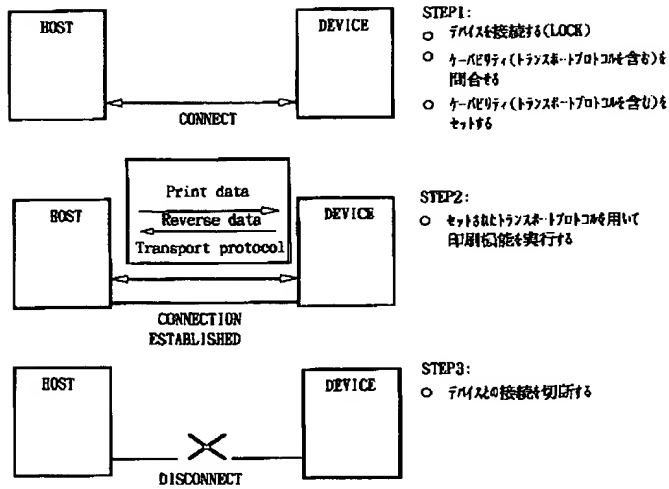 HOST
DEVICE
CONNECT
STEP1:
○ デバイスを接続する(LOCK)
○ ケーパビリティ(トランスポートプロトコルを含む)を
問合せる
○ ケーパビリティ(トランスポートプロトコルを含む)を
セットする
Print data
Reverse data
Transport protocol
HOST
DEVICE
CONNECTION
ESTABLISHED
STEP2:
○ セットされたトランスポートプロトコルを用いて
印刷機能を実行する
HOST
DEVICE
DISCONNECT
STEP3:
○ デバイスとの接続を切断する